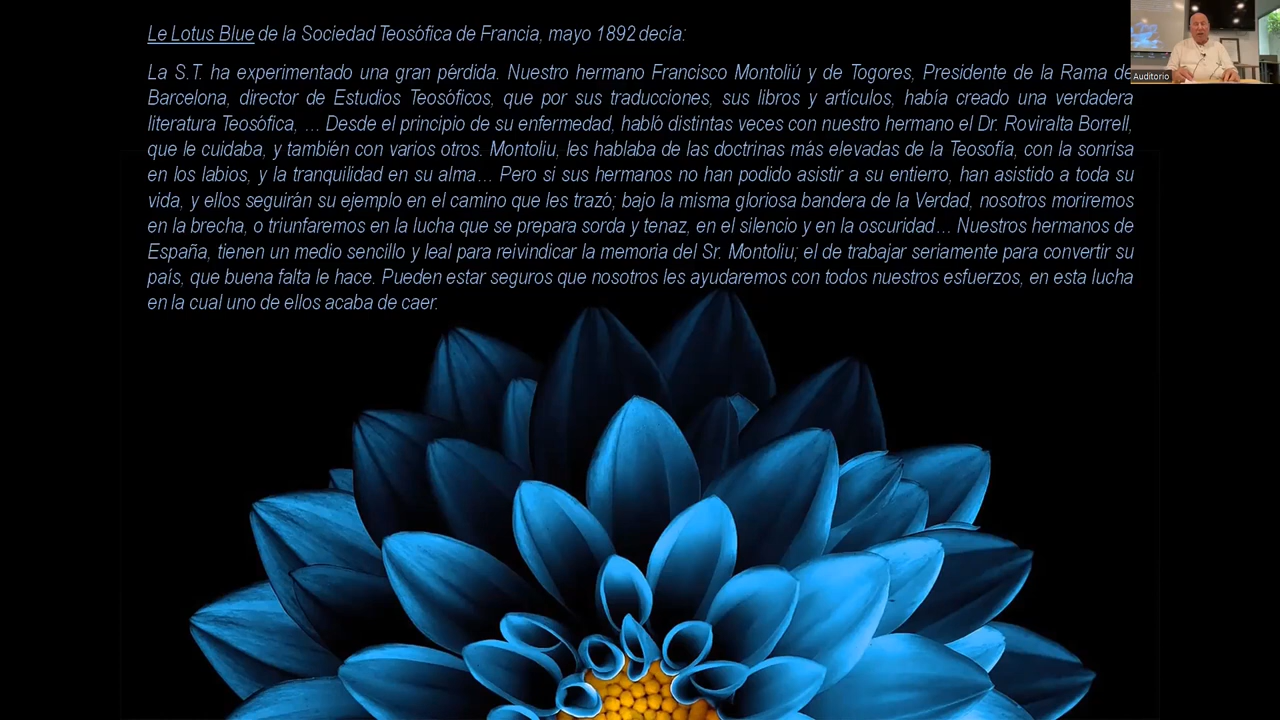 Le Lotus Blue de la Sociedad Teosófica de Francia, mayo 1892 decía:
La S.T. ha experimentado una gran pérdida. Nuestro hermano Francisco Montoliú y de Togores, Presidente de la Rama de
Barcelona, director de Estudios Teosóficos, que por sus traducciones, sus libros y artículos, había creado una verdadera
literatura Teosófica, … Desde el principio de su enfermedad, habló distintas veces con nuestro hermano el Dr. Roviralta Borrell,
que le cuidaba, y también con varios otros. Montoliu, les hablaba de las doctrinas más elevadas de la Teosofía, con la sonrisa
en los labios, y la tranquilidad en su alma… Pero si sus hermanos no han podido asistir a su entierro, han asistido a toda su
vida, y ellos seguirán su ejemplo en el camino que les trazó; bajo la misma gloriosa bandera de la Verdad, nosotros moriremos
en la brecha, o triunfaremos en la lucha que se prepara sorda y tenaz, en el silencio y en la oscuridad… Nuestros hermanos de
España, tienen un medio sencillo y leal para reivindicar la memoria del Sr. Montoliu; el de trabajar seriamente para convertir su
país, que buena falta le hace. Pueden estar seguros que nosotros les ayudaremos con todos nuestros esfuerzos, en esta lucha
en la cual uno de ellos acaba de caer.
Auditorio